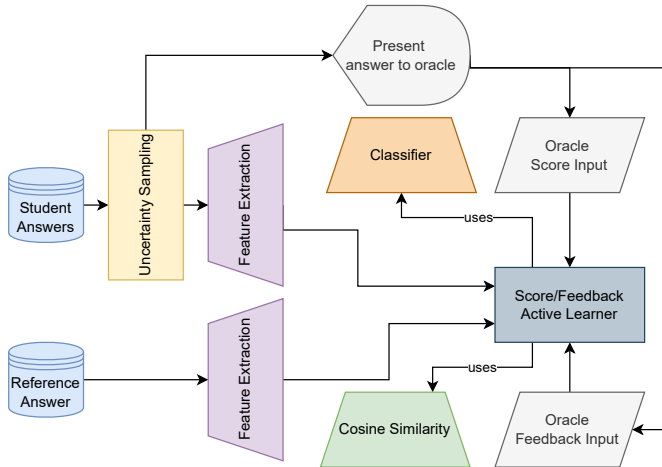 Present
answer to oracle
Student
Answers
Uncertainty Sampling
Feature Extraction
Classifier
Oracle
Score Input
uses
Score/Feedback
Active Learner
Reference
Answer
Feature Extraction
uses
Cosine Similarity
Oracle
Feedback Input